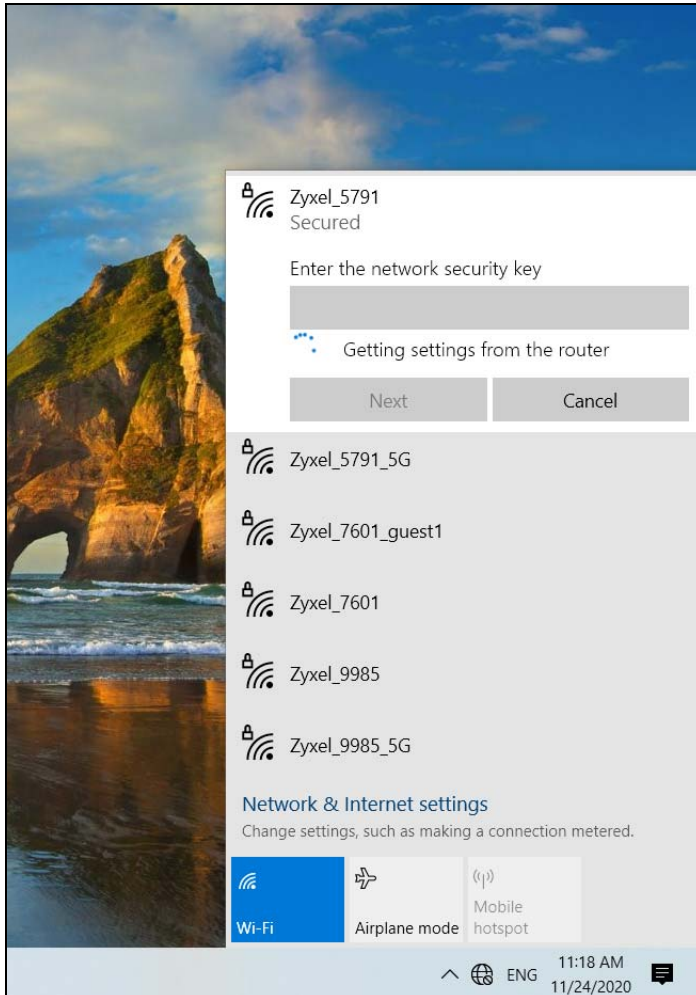 Zyxel_5791
Secured
Enter the network security key
Getting settings from the router
Next Cancel
Zyxel_5791_5G
Zyxel_7601_guest1
Zyxel_7601
Zyxel_9985
Zyxel_9985_5G
Network & Internet settings
Change settings, such as making a connection metered.
Wi-Fi
Airplane mode
Mobile
hotspot
ENG
11:18 AM
11/24/2020